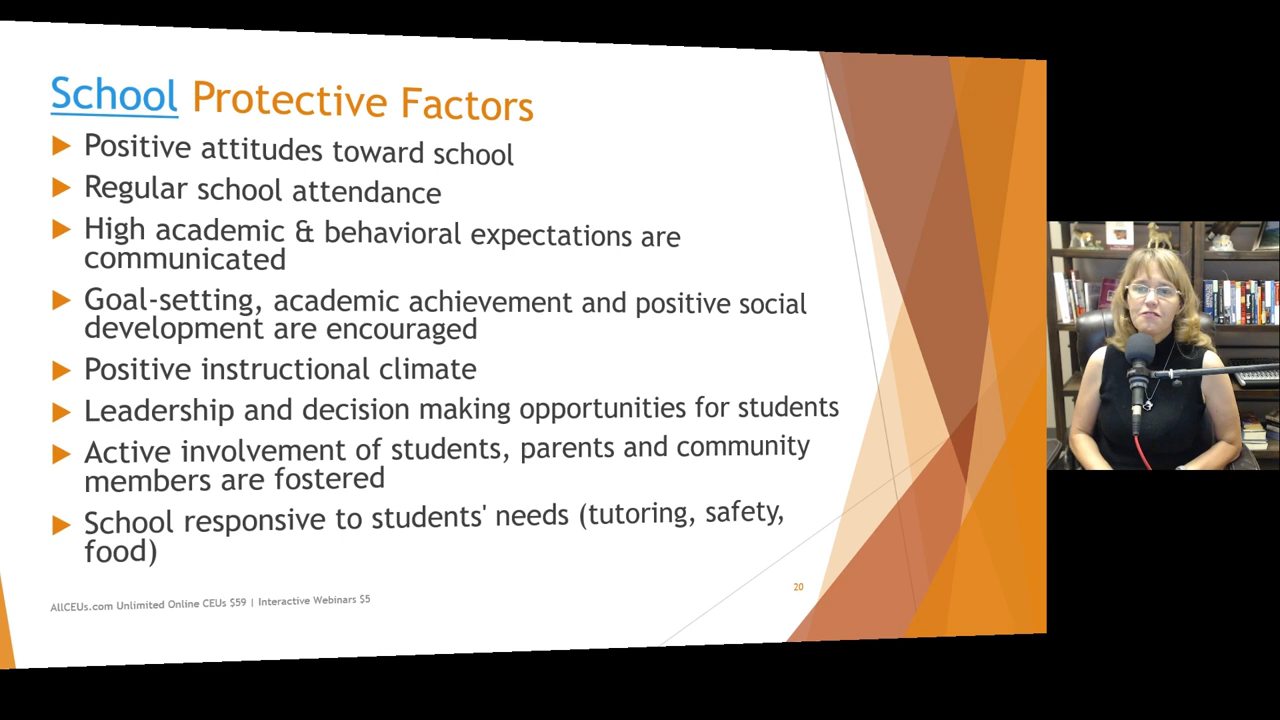 School Protective Factors
Positive attitudes toward school
Regular school attendance
High academic & behavioral expectations are
communicated
Goal-setting, academic achievement and positive social
development are encouraged
Positive instructional climate
Leadership and decision making opportunities for students
Active involvement of students, parents and community
members are fostered
School responsive to students' needs (tutoring, safety,
food)
20
AllCEUs.com Unlimited Online CEUs $59 | Interactive Webinars $5